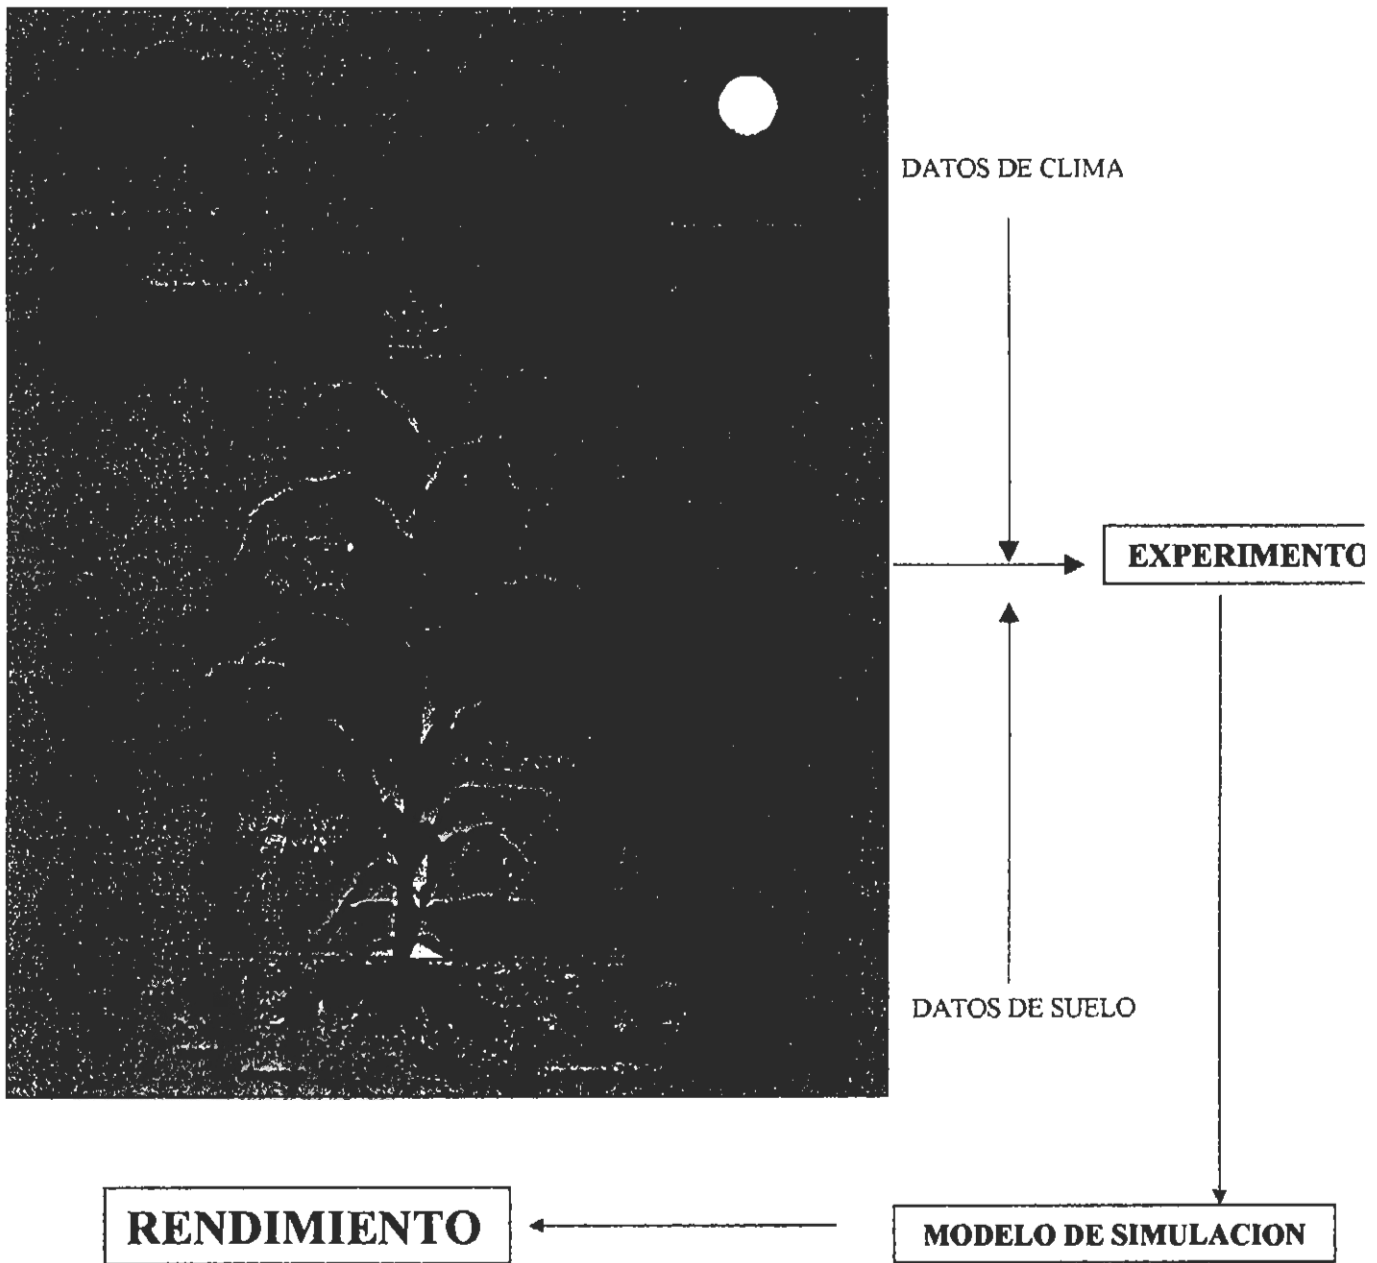 DATOS DE CLIMA
EXPERIMENTO
DATOS DE SUELO
RENDIMIENTO
MODELO DE SIMULACION